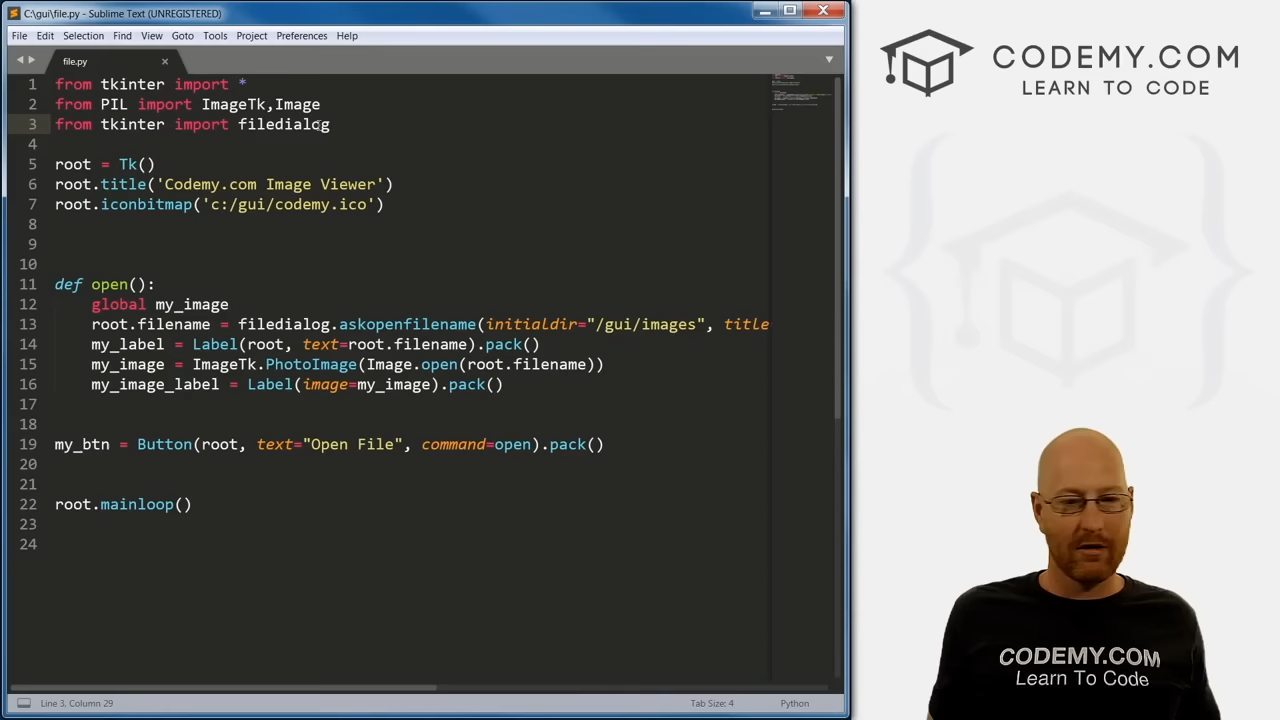 C:\gui\file.py - Sublime Text (UNREGISTERED)
File Edit Selection Find View Goto Tools Project Preferences Help
file.py
1 from tkinter import *
2 from PIL import ImageTk,Image
3 from tkinter import filedialog
4
5 root = Tk()
6 root.title('Codemy.com Image Viewer')
7 root.iconbitmap('c:/gui/codemy.ico')
8
9
10
11 def open():
12     global my_image
13     root.filename = filedialog.askopenfilename(initialdir="/gui/images", title
14     my_label = Label(root, text=root.filename).pack()
15     my_image = ImageTk.PhotoImage(Image.open(root.filename))
16     my_image_label = Label(image=my_image).pack()
17
18
19 my_btn = Button(root, text="Open File", command=open).pack()
20
21
22 root.mainloop()
23
24
Line 3, Column 29
Tab Size: 4
Python
CODEMY.COM
LEARN TO CODE
CODEMY.COM
Learn To Code